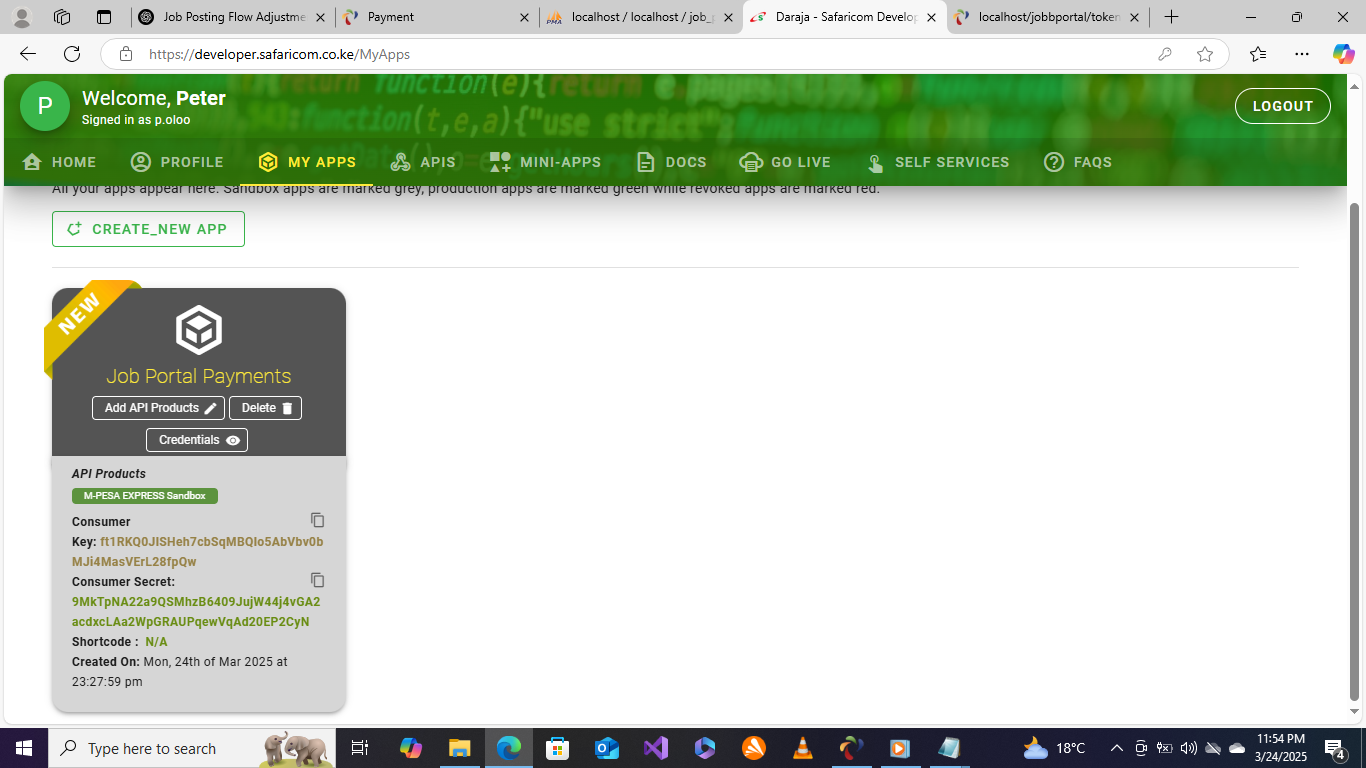 Job Posting Flow Adjustme
Payment
localhost / localhost / job_p
Daraja - Safaricom Develop
localhost/jobbportal/token
https://developer.safaricom.co.ke/MyApps
P
Welcome, Peter
Signed in as p.oloo
LOGOUT
HOME
PROFILE
MY APPS
APIS
MINI-APPS
DOCS
GO LIVE
SELF SERVICES
FAQS
All your apps appear here. Sandbox apps are marked grey, production apps are marked green while revoked apps are marked red.
CREATE_NEW APP
NEW
Job Portal Payments
Add API Products
Delete
Credentials
API Products
M-PESA EXPRESS Sandbox
Consumer
Key: ft1RKQ0JISHeh7cbSqMBQIo5AbVbv0b
MJi4MasVErL28fpQw
Consumer Secret:
9MkTpNA22a9QSMhzB6409JujW44j4vGA2
acdxcLAa2WpGRAUPqewVqAd20EP2CyN
Shortcode : N/A
Created On: Mon, 24th of Mar 2025 at
23:27:59 pm
Type here to search
18°C
11:54 PM
3/24/2025
4